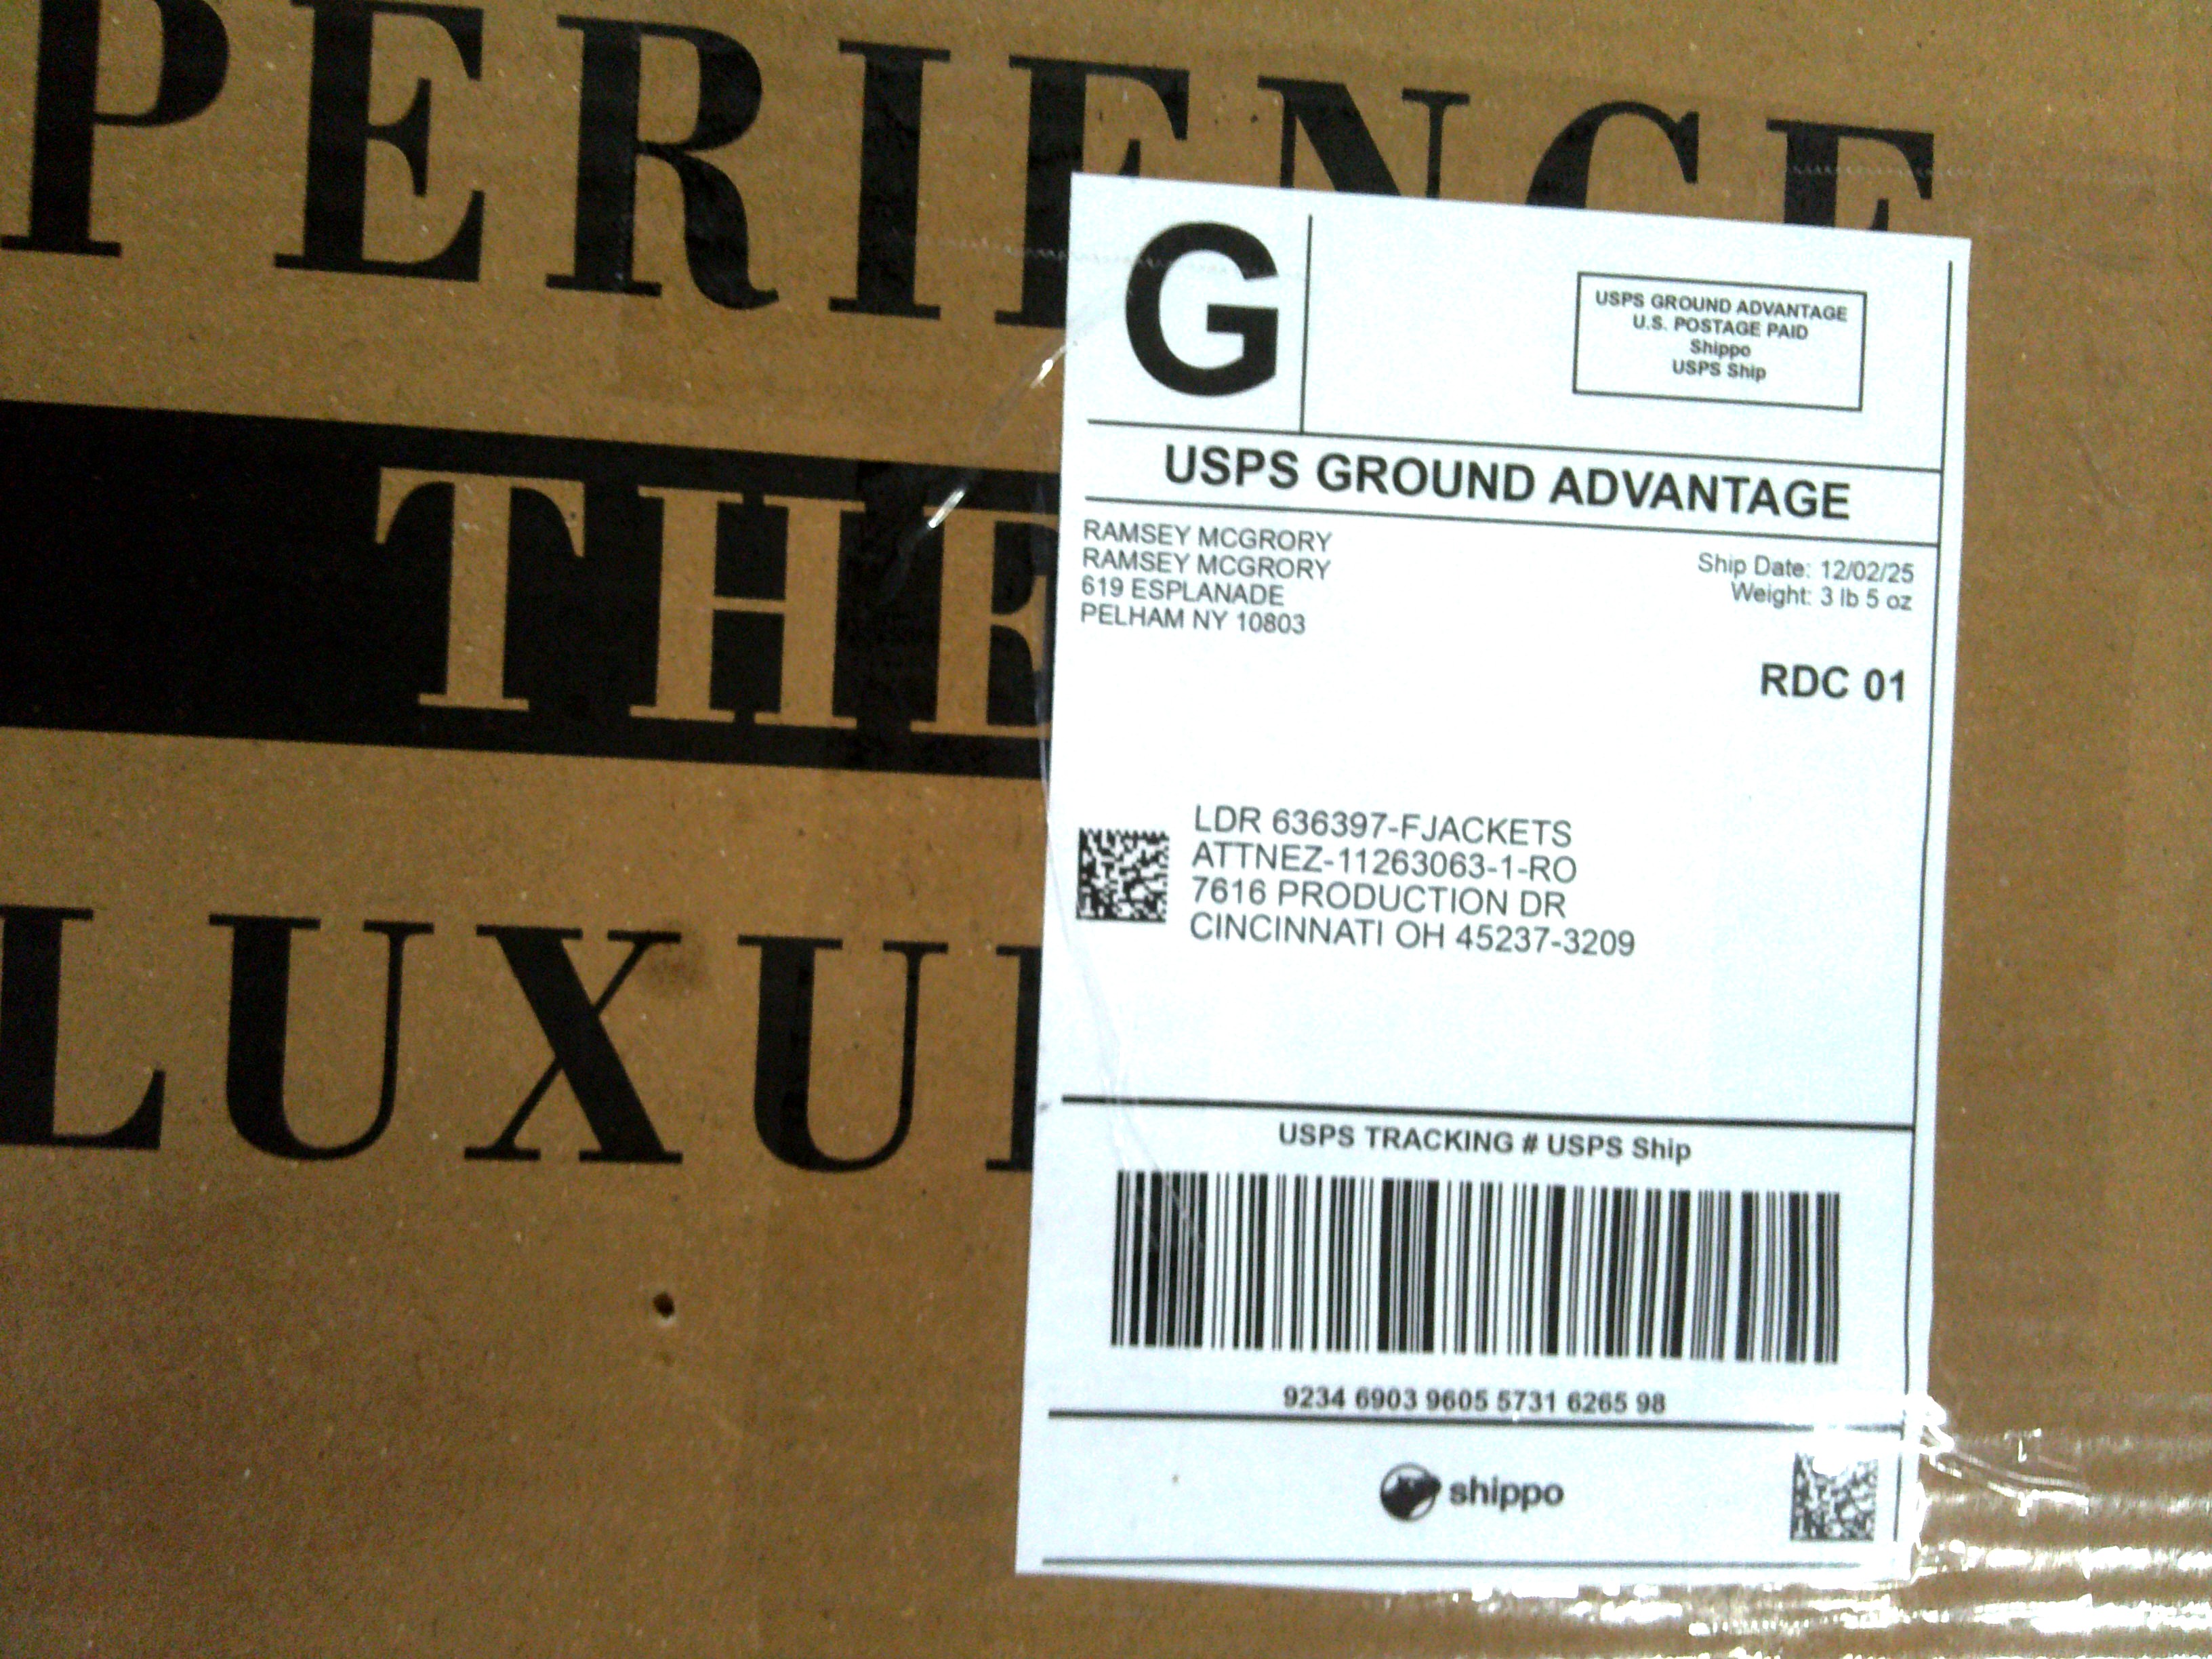 PERIENCE
THE
LUXU
G
USPS GROUND ADVANTAGE
U.S. POSTAGE PAID
Shippo
USPS Ship
USPS GROUND ADVANTAGE
RAMSEY MCGRORY
RAMSEY MCGRORY
619 ESPLANADE
PELHAM NY 10803
Ship Date: 12/02/25
Weight: 3 lb 5 oz
RDC 01
LDR 636397-FJACKETS
ATTNEZ-11263063-1-RO
7616 PRODUCTION DR
CINCINNATI OH 45237-3209
USPS TRACKING # USPS Ship
9234 6903 9605 5731 6265 98
shippo